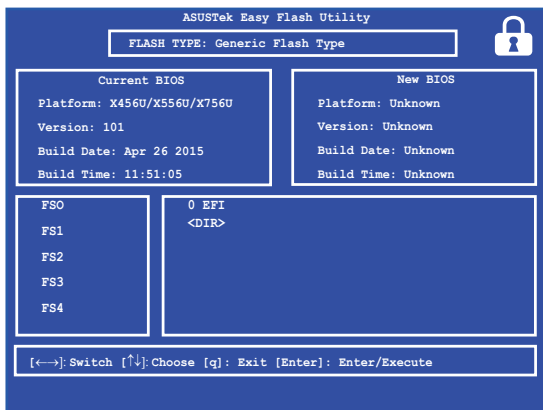 ASUSTek Easy Flash Utility
FLASH TYPE: Generic Flash Type
Current BIOS
Platform: X456U/X556U/X756U
Version: 101
Build Date: Apr 26 2015
Build Time: 11:51:05
New BIOS
Platform: Unknown
Version: Unknown
Build Date: Unknown
Build Time: Unknown
FSO
FS1
FS2
FS3
FS4
0 EFI
<DIR>
[←→]: Switch [↑↓]: Choose [q]: Exit [Enter]: Enter/Execute